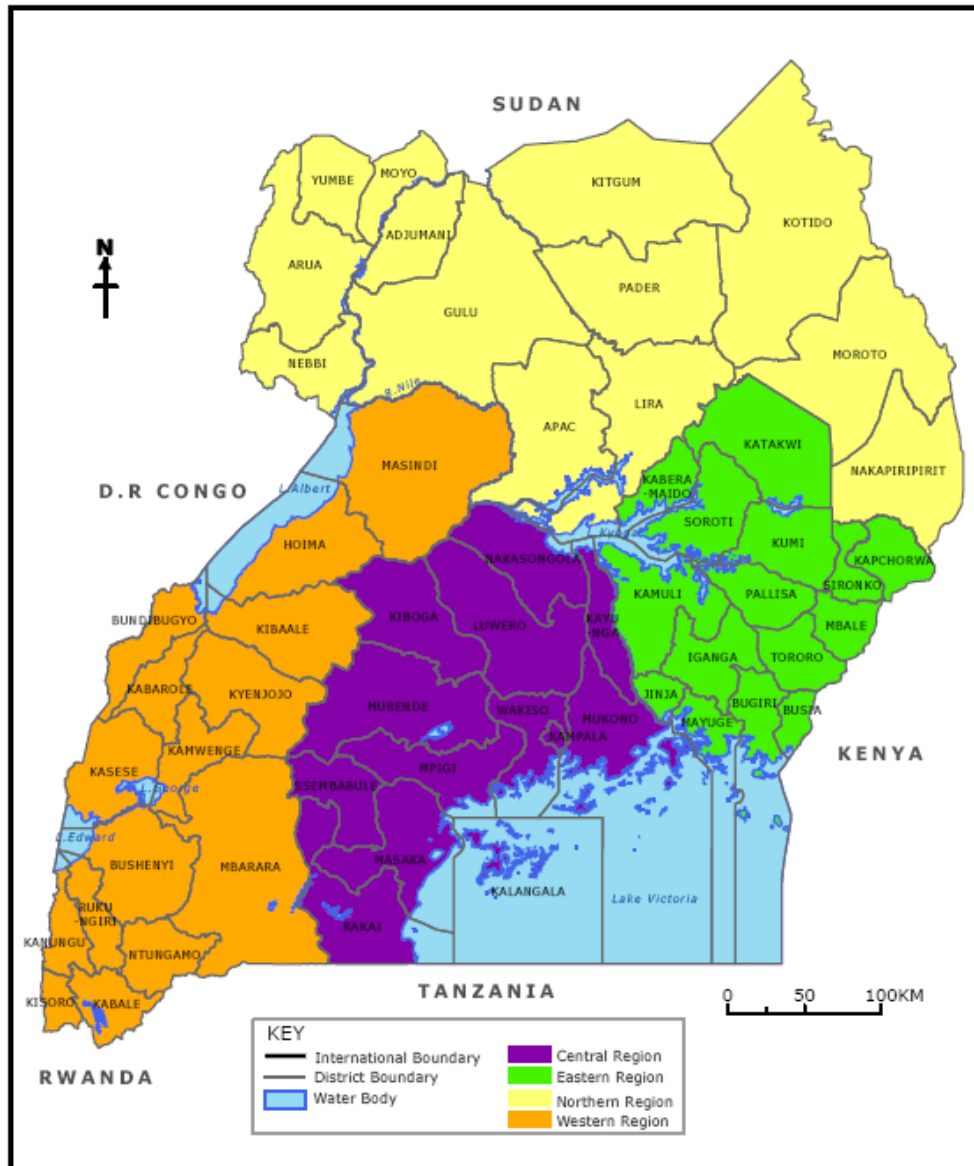 SUDAN
YUMBE
MOYO
KITGUM
KOTIDO
ADJUMANI
N
ARUA
PADER
GULU
NEBBI
MOROTO
R.Nile
LIRA
APAC
KATAKWI
MASINDI
NAKAPIRIPIRIT
D.R CONGO
L.Albert
KABERA
-MAIDO
SOROTI
HOIMA
KUMI
NAKASONGOLA
KAPCHORWA
SIRONKO
KAMULI
PALLISA
BUNDIBUGYO
KIBOGA
LUWERO
KAYU
-NGA
MBALE
KIBAALE
IGANGA
TORORO
KABAROLE
KYENJOJO
JINJA
BUGIRI
BUSIA
MUBENDE
WAKISO
MUKONO
MAYUGE
KAMPALA
KAMWENGE
KENYA
KASESE
MPIGI
SSEMBABULE
L.George
L.Edward
BUSHENYI
MBARARA
MASAKA
KALANGALA
Lake Victoria
RUKU
-NGIRI
RAKAI
KANUNGU
NTUNGAMO
TANZANIA
KISORO
KABALE
0 50 100KM
RWANDA
KEY
International Boundary
District Boundary
Water Body
Central Region
Eastern Region
Northern Region
Western Region